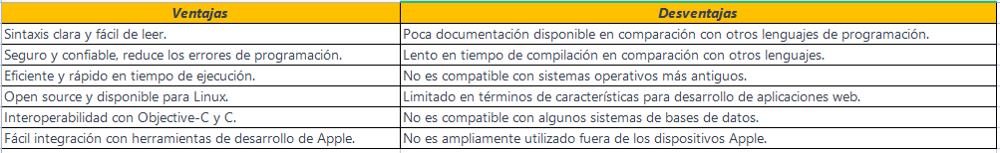 Ventajas Desventajas
Sintaxis clara y fácil de leer. Poca documentación disponible en comparación con otros lenguajes de programación.
Seguro y confiable, reduce los errores de programación. Lento en tiempo de compilación en comparación con otros lenguajes.
Eficiente y rápido en tiempo de ejecución. No es compatible con sistemas operativos más antiguos.
Open source y disponible para Linux. Limitado en términos de características para desarrollo de aplicaciones web.
Interoperabilidad con Objective-C y C. No es compatible con algunos sistemas de bases de datos.
Fácil integración con herramientas de desarrollo de Apple. No es ampliamente utilizado fuera de los dispositivos Apple.